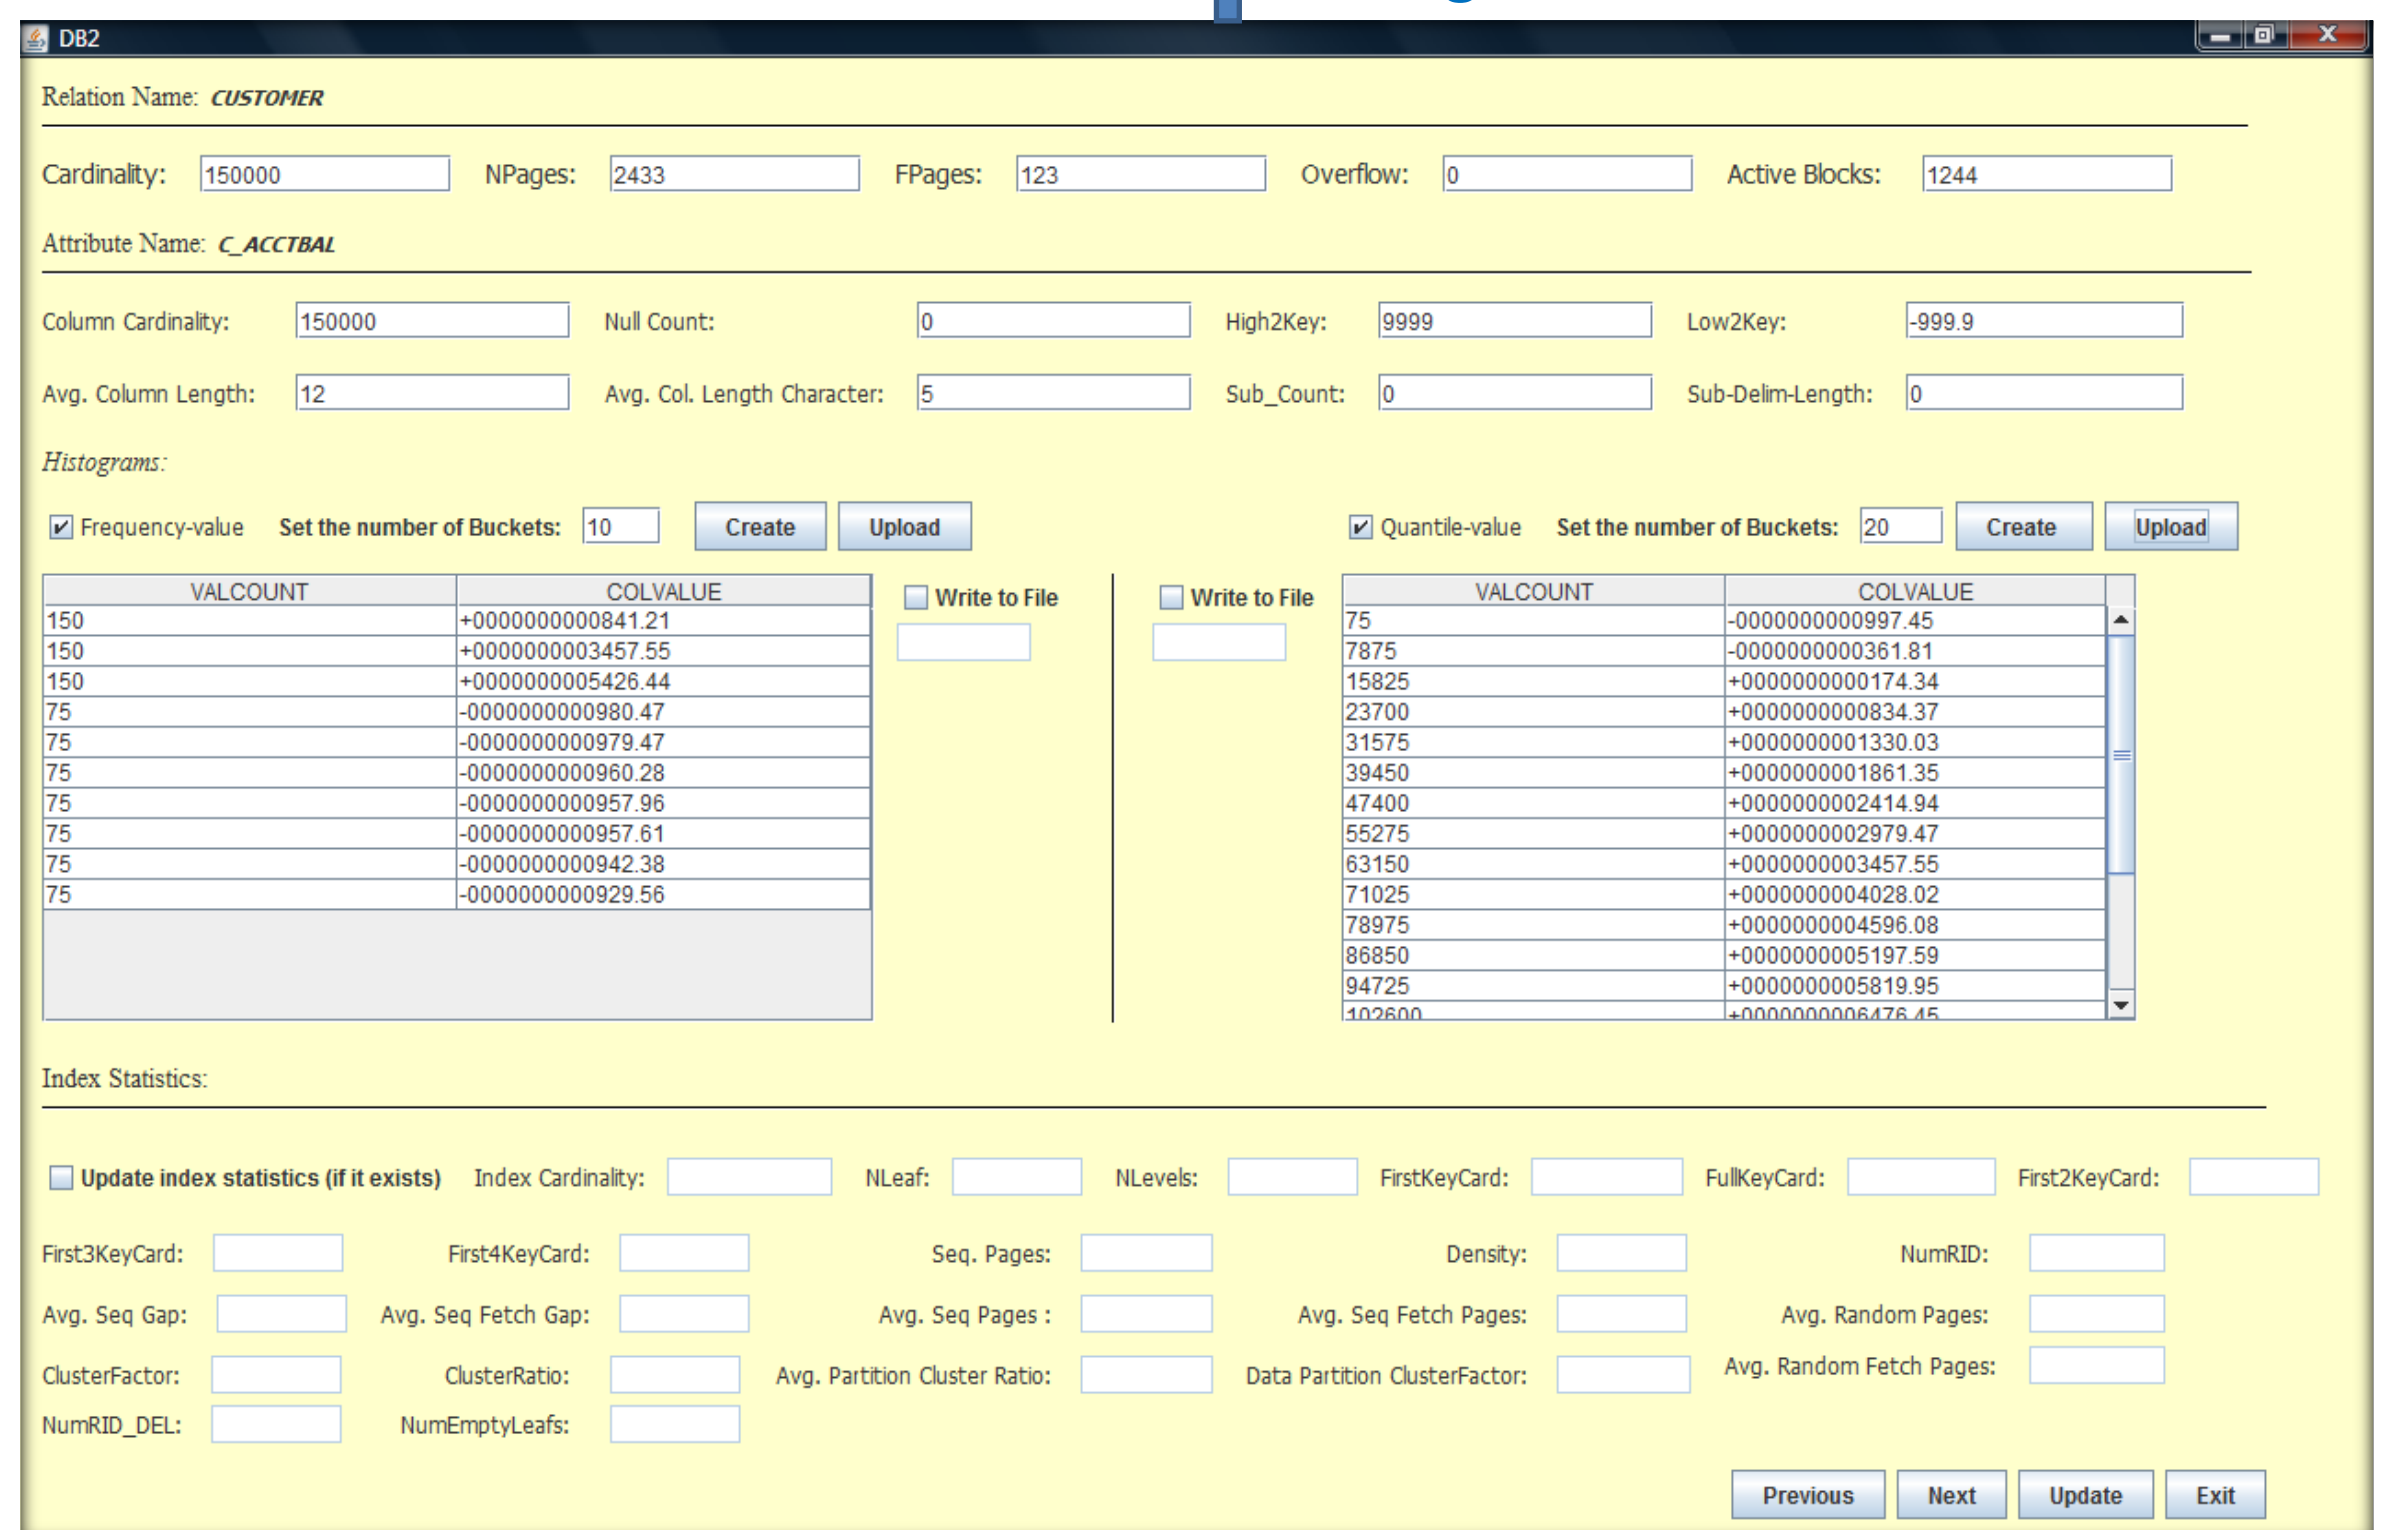 DB2
Relation Name: CUSTOMER
Cardinality: 150000 NPages: 2433 FPages: 123 Overflow: 0 Active Blocks: 1244
Attribute Name: C_ACCTBAL
Column Cardinality: 150000 Null Count: 0 High2Key: 9999 Low2Key: -999.9
Avg. Column Length: 12 Avg. Col. Length Character: 5 Sub_Count: 0 Sub-Delim-Length: 0
Histograms:
Frequency-value Set the number of Buckets: 10 Create Upload Quantile-value Set the number of Buckets: 20 Create Upload
VALCOUNT COLVALUE Write to File Write to File VALCOUNT COLVALUE
150 +0000000000841.21 75 -0000000000997.45
150 +0000000003457.55 7875 -0000000000361.81
150 +0000000005426.44 15825 +0000000000174.34
75 -0000000000980.47 23700 +0000000000834.37
75 -0000000000979.47 31575 +0000000001330.03
75 -0000000000960.28 39450 +0000000001861.35
75 -0000000000957.96 47400 +0000000002414.94
75 -0000000000957.61 55275 +0000000002979.47
75 -0000000000942.38 63150 +0000000003457.55
75 -0000000000929.56 71025 +0000000004028.02
78975 +0000000004596.08
86850 +0000000005197.59
94725 +0000000005819.95
102600 +0000000006476.45
Index Statistics:
Update index statistics (if it exists) Index Cardinality: NLeaf: NLevels: FirstKeyCard: FullKeyCard: First2KeyCard:
First3KeyCard: First4KeyCard: Seq. Pages: Density: NumRID:
Avg. Seq Gap: Avg. Seq Fetch Gap: Avg. Seq Pages : Avg. Seq Fetch Pages: Avg. Random Pages:
ClusterFactor: ClusterRatio: Avg. Partition Cluster Ratio: Data Partition ClusterFactor: Avg. Random Fetch Pages:
NumRID_DEL: NumEmptyLeafs:
Previous Next Update Exit